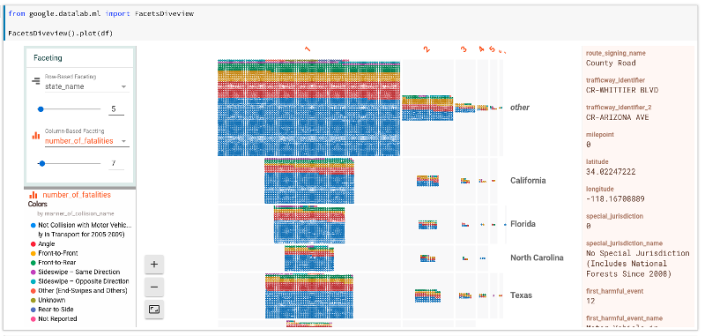 from google.datalab.ml import FacetsDiveview
FacetsDiveview().plot(df)
Faceting
Row-Based Faceting
state_name
5
Column-Based Faceting
number_of_fatalities
7
number_of_fatalities
Colors
by manner_of_collision_name
Not Collision with Motor Vehic...
ly in Transport for 2005 2009)
Angle
Front-to-Front
Front-to-Rear
Sideswipe - Same Direction
Sideswipe - Opposite Direction
Other (End-Swipes and Others)
Unknown
Rear to Side
Not Reported
1
2
3
4
5
other
California
Florida
North Carolina
Texas
route_signing_name
County Road
trafficway_identifier
CR-WHITTIER BLVD
trafficway_identifier_2
CR-ARIZONA AVE
milepoint
0
latitude
34.02247222
longitude
-118.16708889
special_jurisdiction
0
special_jurisdiction_name
No Special Jurisdiction
(Includes National
Forests Since 2008)
first_harmful_event
12
first_harmful_event_name